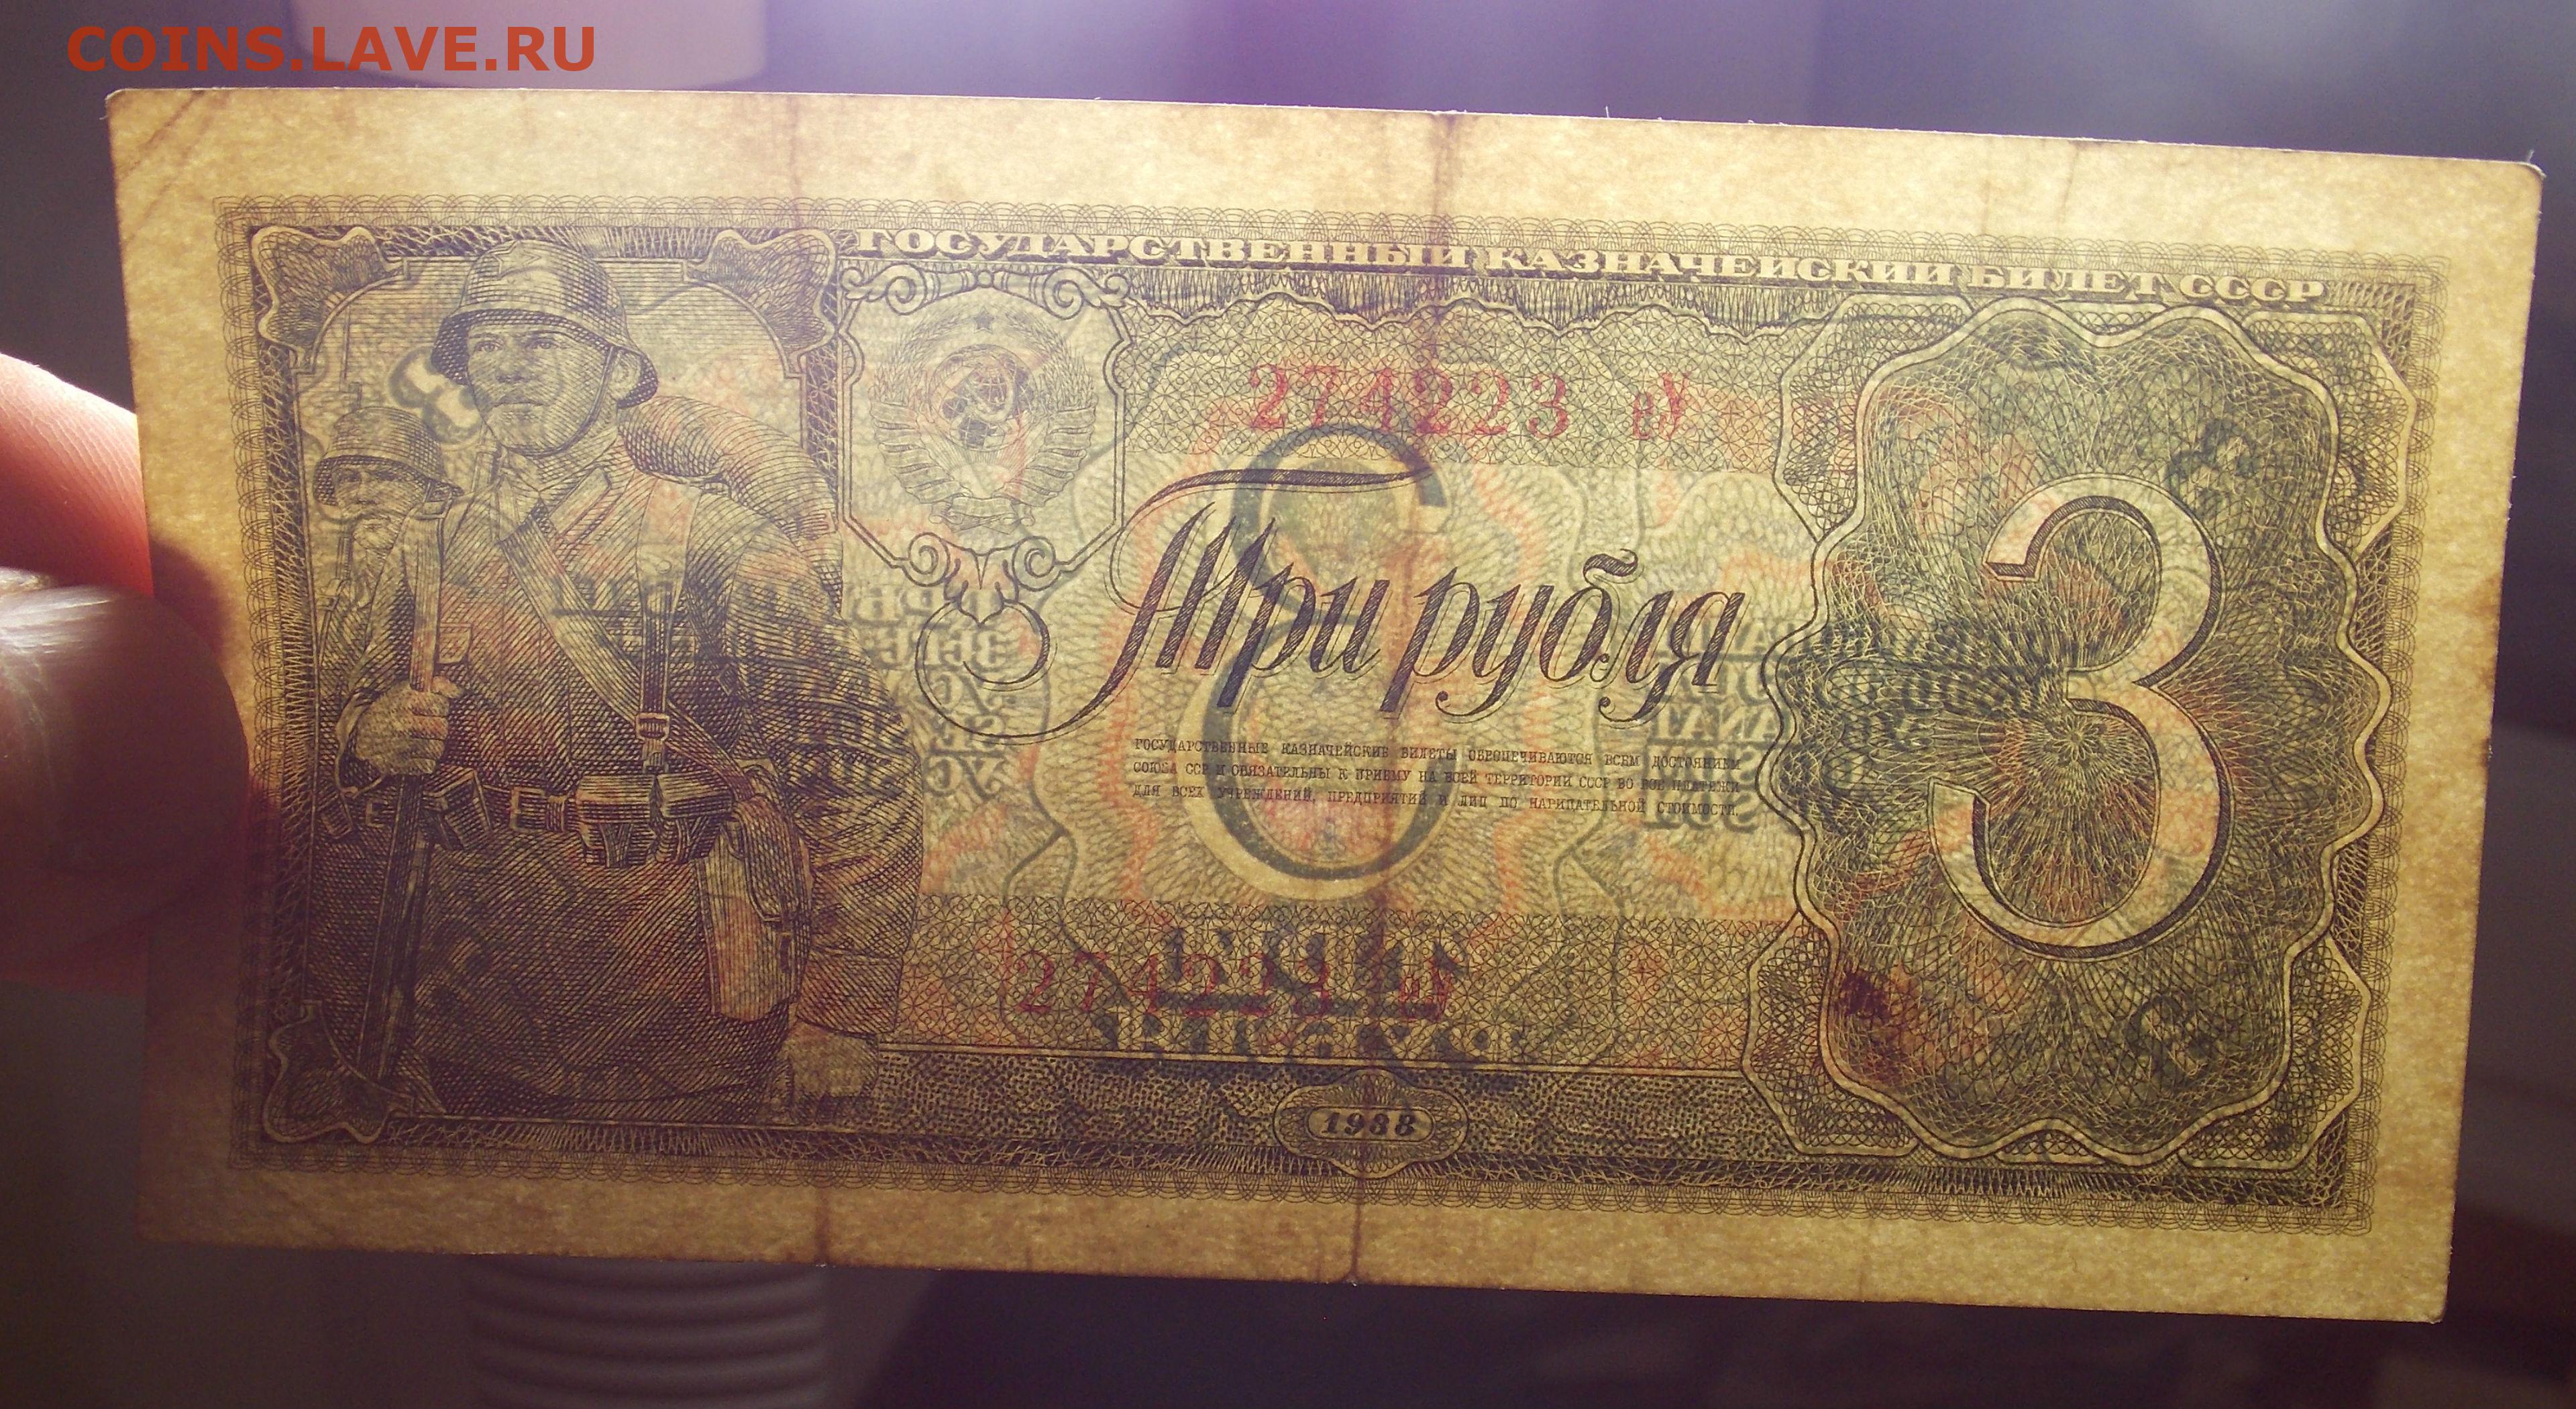 COINS.LAVE.RU
ГОСУДАРСТВЕННЫЙ КАЗНАЧЕЙСКИЙ БИЛЕТ СССР
274223
Три рубля
3
ГОСУДАРСТВЕННЫЕ КАЗНАЧЕЙСКИЕ БИЛЕТЫ ОБЕСПЕЧИВАЮТСЯ ВСЕМ ДОСТОЯНИЕМ
СОЮЗА ССР И ОБЯЗАТЕЛЬНЫ К ПРИЕМУ НА ВСЕЙ ТЕРРИТОРИИ СССР ВО ВСЕ ПЛАТЕЖИ
ДЛЯ ВСЕХ УЧРЕЖДЕНИЙ, ПРЕДПРИЯТИЙ И ЛИЦ ПО НАРИЦАТЕЛЬНОЙ СТОИМОСТИ.
274223
1938